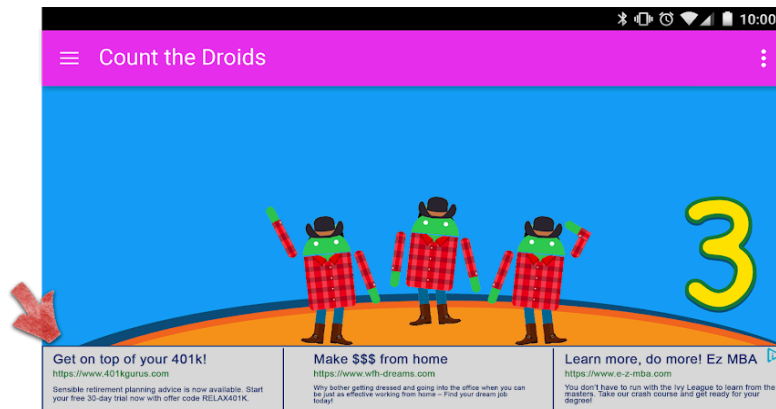 10:00
Count the Droids
3
Get on top of your 401k!
https://www.401kgurus.com
Sensible retirement planning advice is now available. Start
your free 30-day trial now with offer code RELAX401K.
Make $$$ from home
https://www.wfh-dreams.com
Why bother getting dressed and going into the office when you can
be just as effective working from home – Find your dream job
today!
Learn more, do more! Ez MBA
https://www.e-z-mba.com
You don't have to run with the Ivy League to learn from the
masters. Take our crash course and get ready for your
degree!